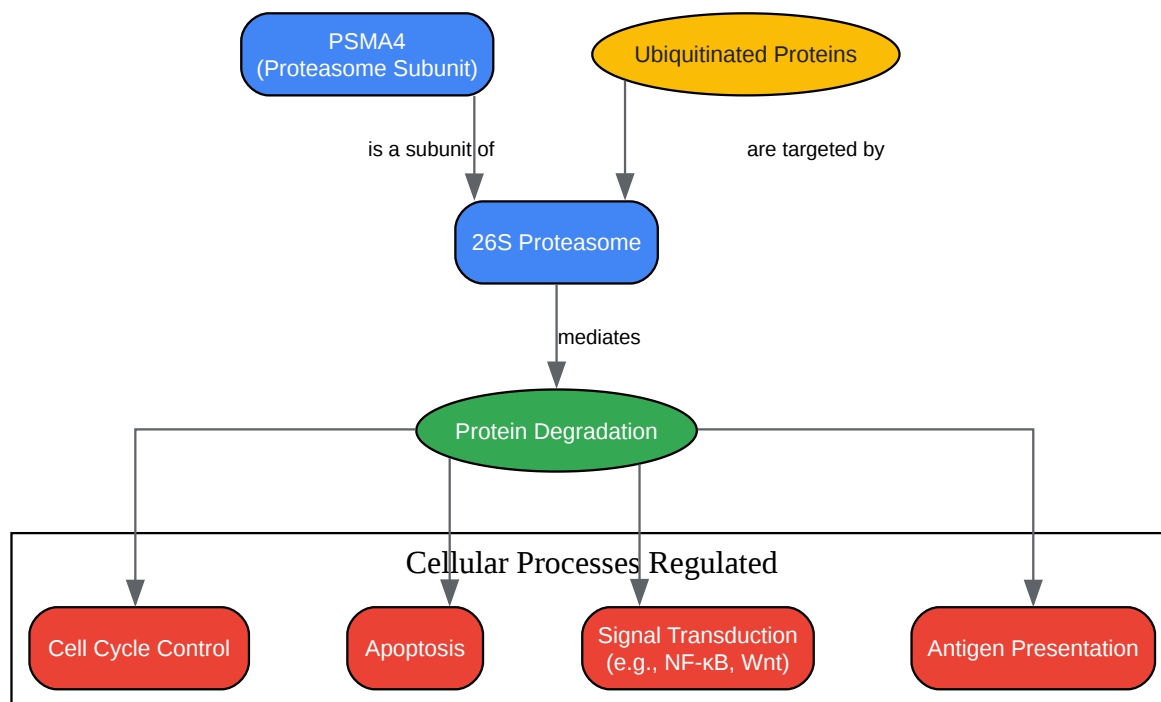 PSMA4
(Proteasome Subunit)
Ubiquitinated Proteins
is a subunit of
are targeted by
26S Proteasome
mediates
Protein Degradation
Cellular Processes Regulated
Cell Cycle Control
Apoptosis
Signal Transduction
(e.g., NF-κB, Wnt)
Antigen Presentation